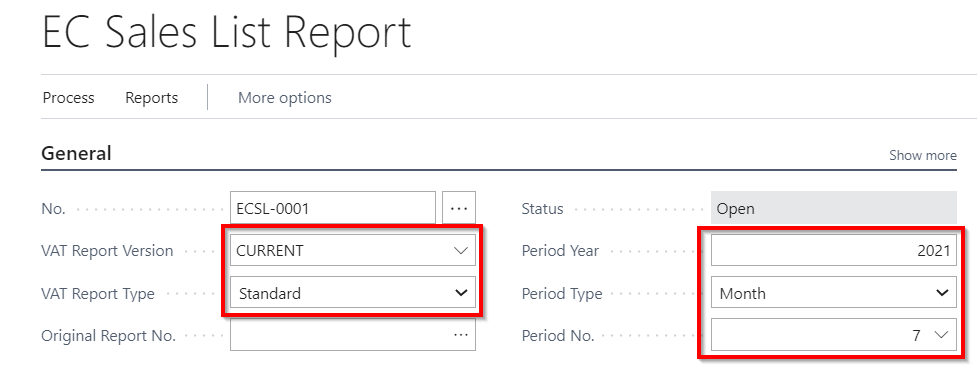 EC Sales List Report
Process Reports More options
General Show more
No. ECSL-0001 ... Status Open
VAT Report Version CURRENT Period Year 2021
VAT Report Type Standard Period Type Month
Original Report No. ... Period No. 7